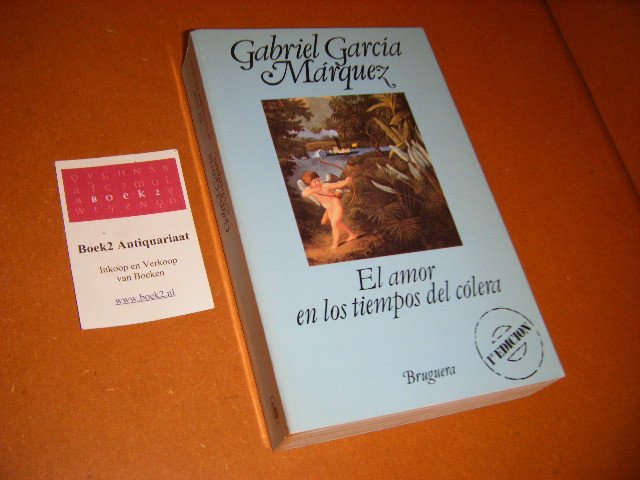 Gabriel García
Márquez
El amor
en los tiempos del cólera
1ª EDICION
Bruguera
BOEK2
Boek2 Antiquariaat
Inkoop en Verkoop
van Boeken
www.boek2.nl